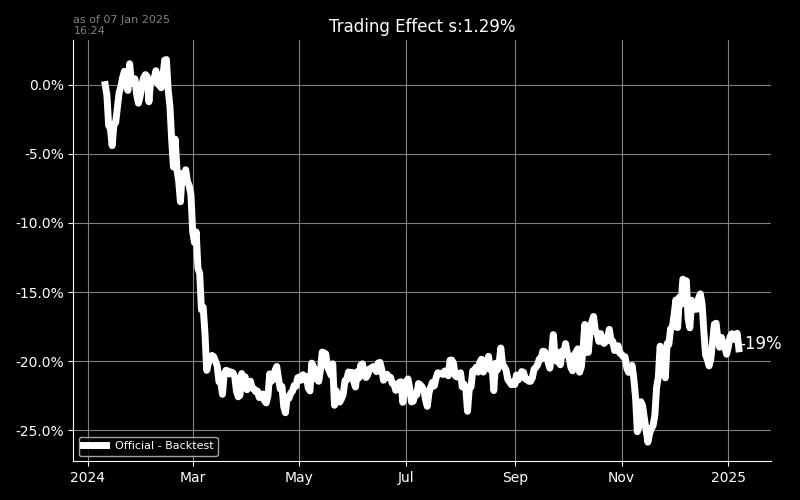 as of 07 Jan 2025
16:24
Trading Effect s:1.29%
0.0%
-5.0%
-10.0%
-15.0%
-20.0%
-25.0%
-19%
Official - Backtest
2024 Mar May Jul Sep Nov 2025